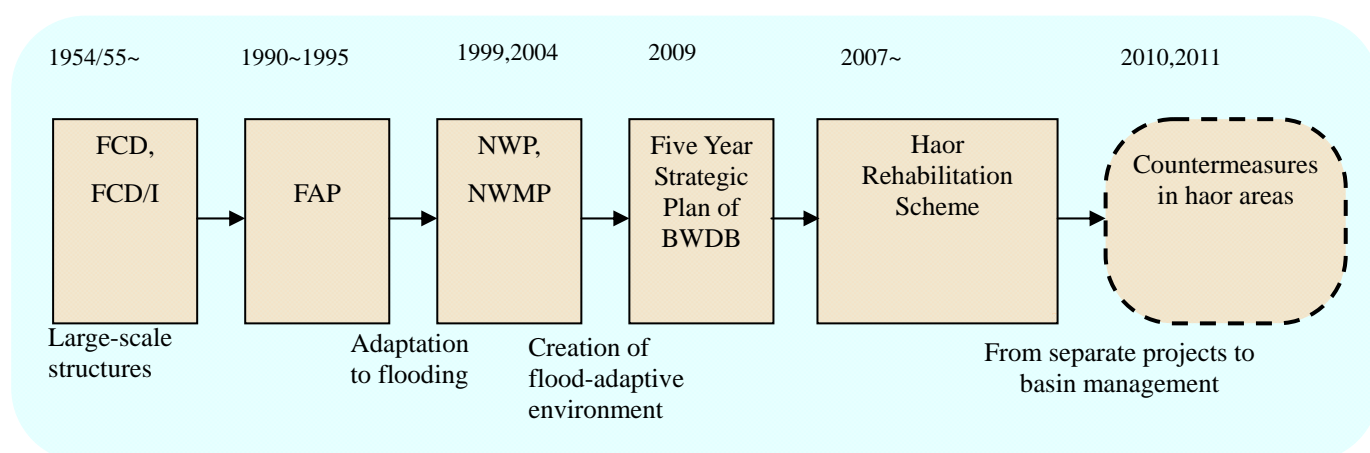 1954/55~
1990~1995
1999,2004
2009
2007~
2010,2011
FCD,
FCD/I
FAP
NWP,
NWMP
Five Year
Strategic
Plan of
BWDB
Haor
Rehabilitation
Scheme
Countermeasures
in haor areas
Large-scale
structures
Adaptation
to flooding
Creation of
flood-adaptive
environment
From separate projects to
basin management